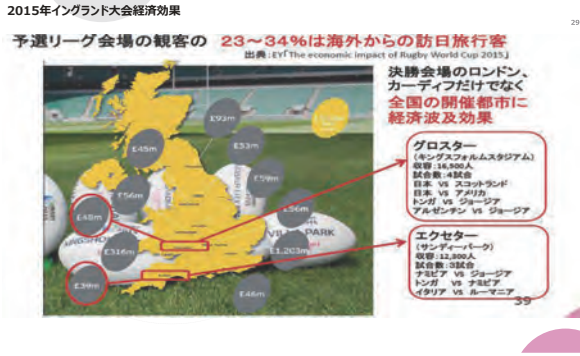 2015年イングランド大会経済効果
29
予選リーグ会場の観客の 23～34%は海外からの訪日旅行客
出典:EY「The economic impact of Rugby World Cup 2015」
決勝会場のロンドン、
カーディフだけでなく
全国の開催都市に
経済波及効果
£93m
£45m
£53m
£59m
£56m
£48m
£56m
£316m
£1,203m
£39m
£46m
VILLA PARK
グロスター
(キングスフォルムスタジアム)
収容:16,500人
試合数:4試合
日本 VS スコットランド
日本 VS アメリカ
トンガ VS ジョージア
アルゼンチン VS ジョージア
エクセター
(サンディーパーク)
収容:12,300人
試合数:3試合
ナミビア VS ジョージア
トンガ VS ナミビア
イタリア VS ルーマニア
39